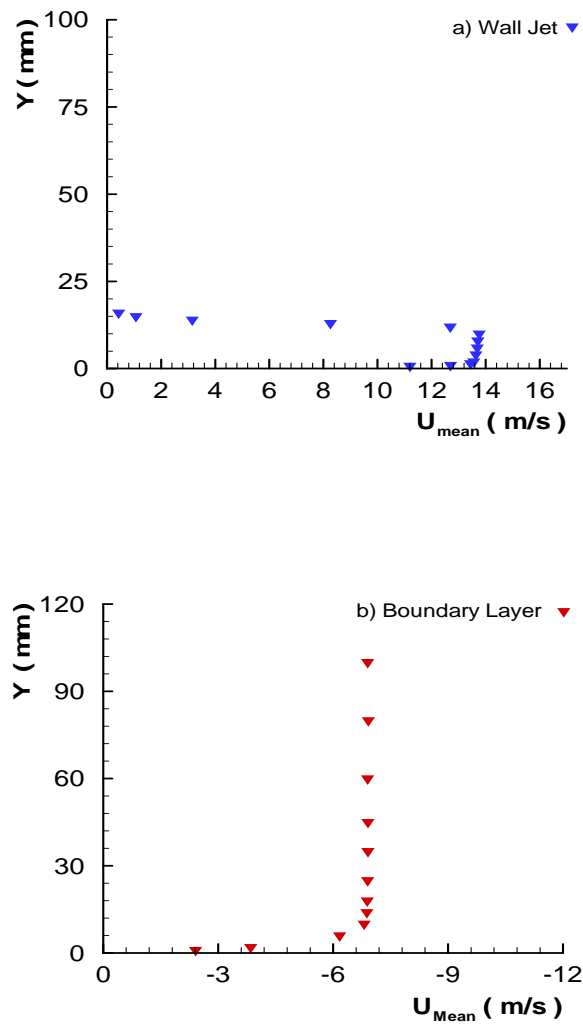 100
a) Wall Jet
Y ( mm)
75
50
25
0
0 2 4 6 8 10 12 14 16
Umean ( m/s )
120
b) Boundary Layer
Y ( mm)
90
60
30
0
0 -3 -6 -9 -12
UMean ( m/s )